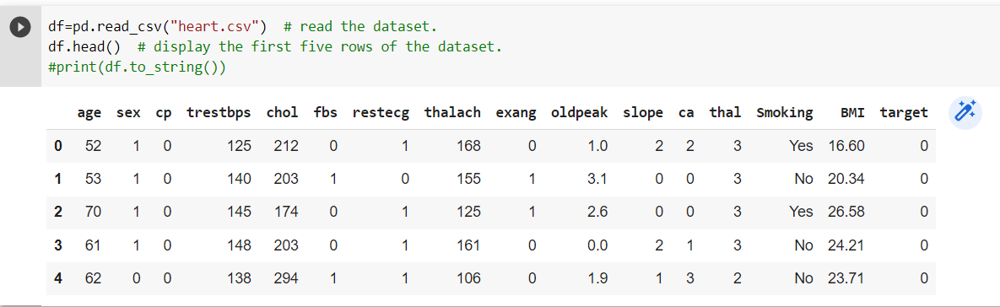 df=pd.read_csv("heart.csv")  # read the dataset.
df.head()  # display the first five rows of the dataset.
#print(df.to_string())
age sex cp trestbps chol fbs restecg thalach exang oldpeak slope ca thal Smoking BMI target
0 52 1 0 125 212 0 1 168 0 1.0 2 2 3 Yes 16.60 0
1 53 1 0 140 203 1 0 155 1 3.1 0 0 3 No 20.34 0
2 70 1 0 145 174 0 1 125 1 2.6 0 0 3 Yes 26.58 0
3 61 1 0 148 203 0 1 161 0 0.0 2 1 3 No 24.21 0
4 62 0 0 138 294 1 1 106 0 1.9 1 3 2 No 23.71 0